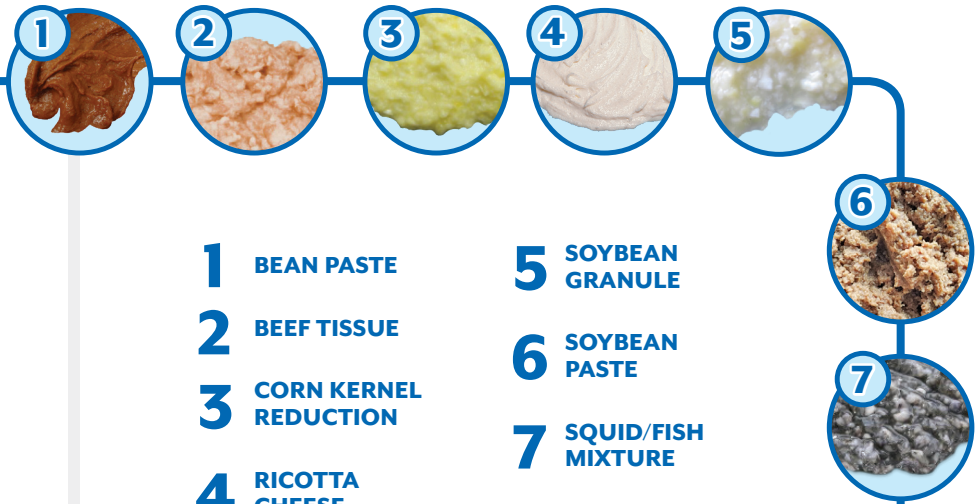 1
2
3
4
5
6
7
1 BEAN PASTE
2 BEEF TISSUE
3 CORN KERNEL
REDUCTION
4 RICOTTA
CHEESE
5 SOYBEAN
GRANULE
6 SOYBEAN
PASTE
7 SQUID/FISH
MIXTURE